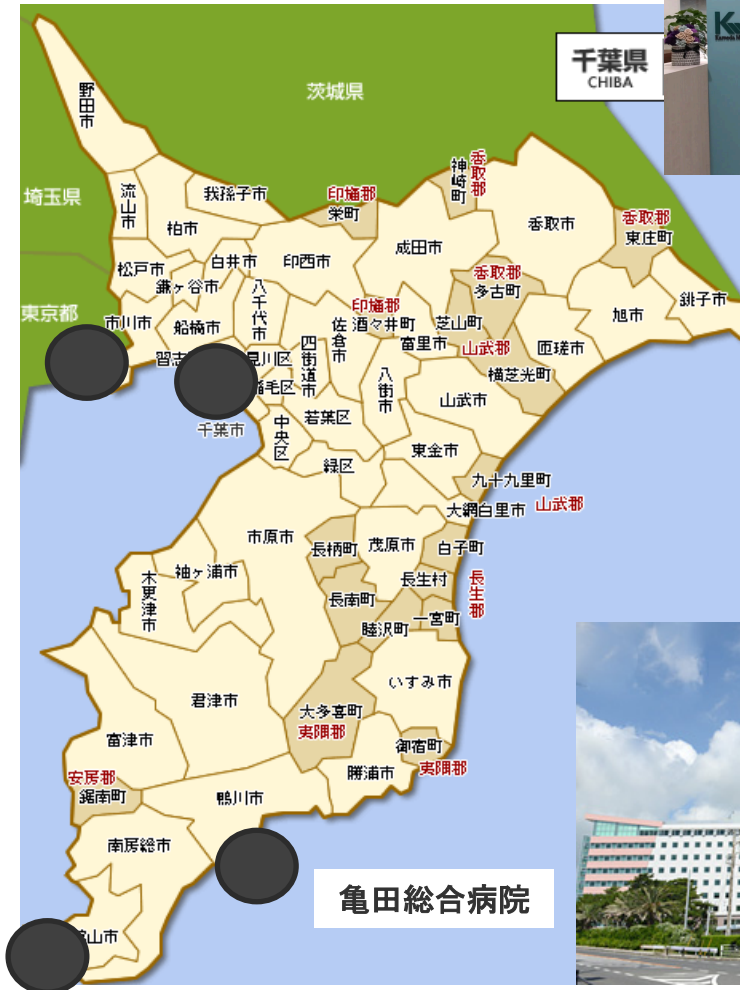 千葉県
CHIBA
茨城県
埼玉県
東京都
野田市
流山市
柏市
我孫子市
印旛郡
栄町
神崎町
香取郡
香取市
香取郡
東庄町
松戸市
鎌ヶ谷市
白井市
印西市
成田市
香取郡
多古町
銚子市
旭市
匝瑳市
市川市
船橋市
八千代市
佐倉市
印旛郡
酒々井町
富里市
芝山町
山武郡
横芝光町
見川区
稲毛区
四街道市
八街市
山武市
千葉市
中央区
若葉区
緑区
東金市
九十九里町
大網白里市
山武郡
市原市
長柄町
茂原市
白子町
長生村
長生郡
長南町
一宮町
睦沢町
袖ヶ浦市
木更津市
君津市
富津市
いすみ市
大多喜町
夷隅郡
御宿町
夷隅郡
勝浦市
鴨川市
安房郡
鋸南町
南房総市
山市
亀田総合病院